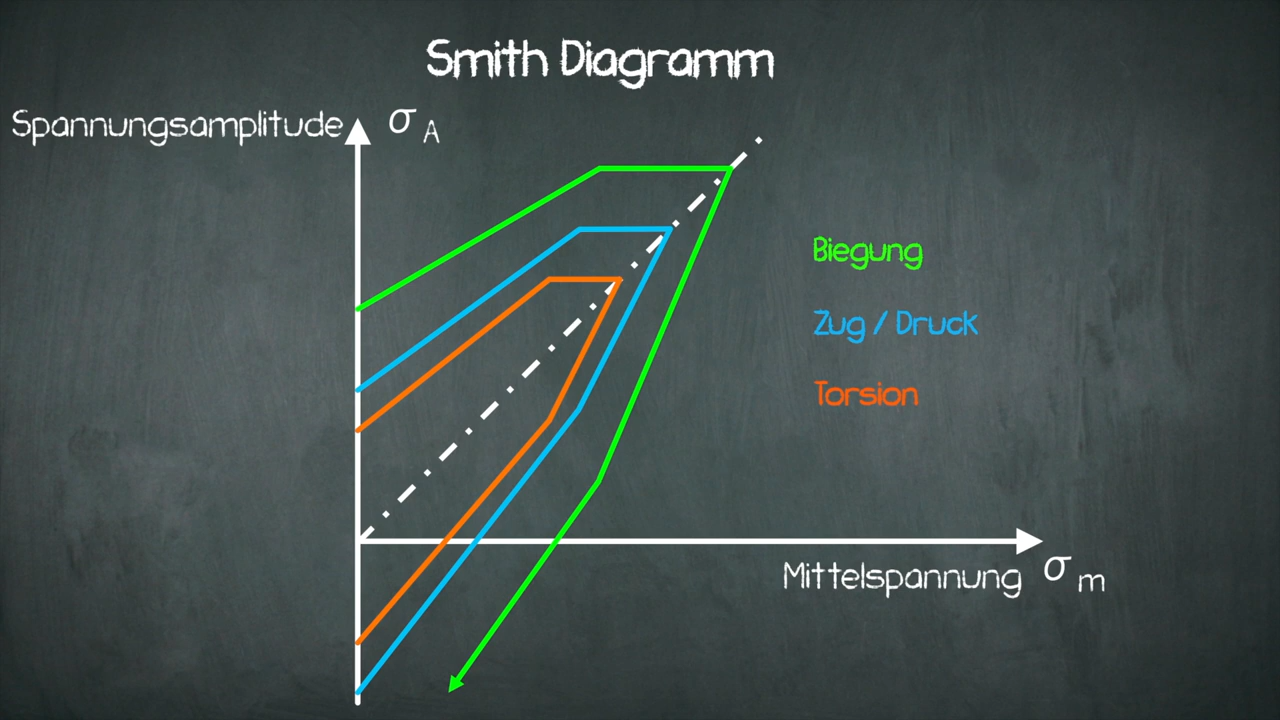 Smith Diagramm
Spannungsamplitude σ A
Biegung
Zug / Druck
Torsion
Mittelspannung σ m